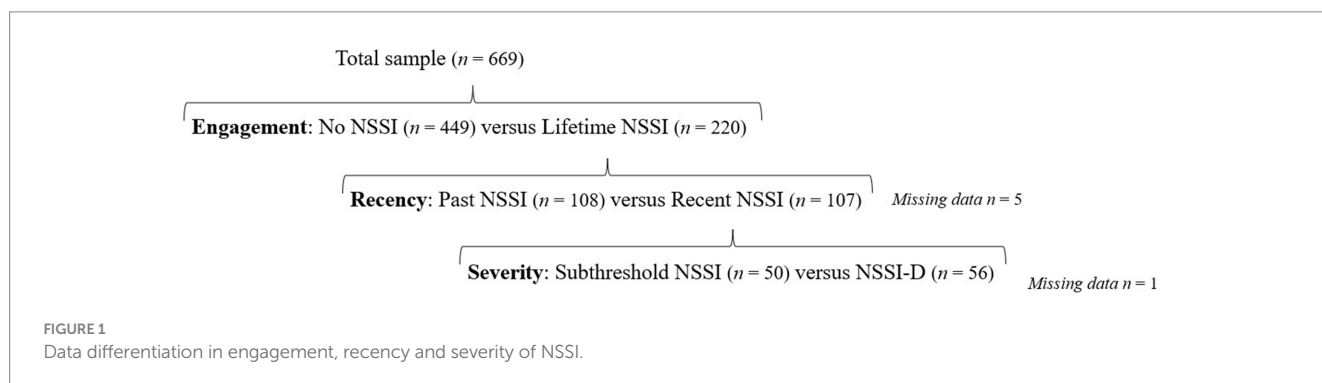 Total sample (n = 669)
Engagement: No NSSI (n = 449) versus Lifetime NSSI (n = 220)
Recency: Past NSSI (n = 108) versus Recent NSSI (n = 107) Missing data n = 5
Severity: Subthreshold NSSI (n = 50) versus NSSI-D (n = 56) Missing data n = 1
FIGURE 1
Data differentiation in engagement, recency and severity of NSSI.